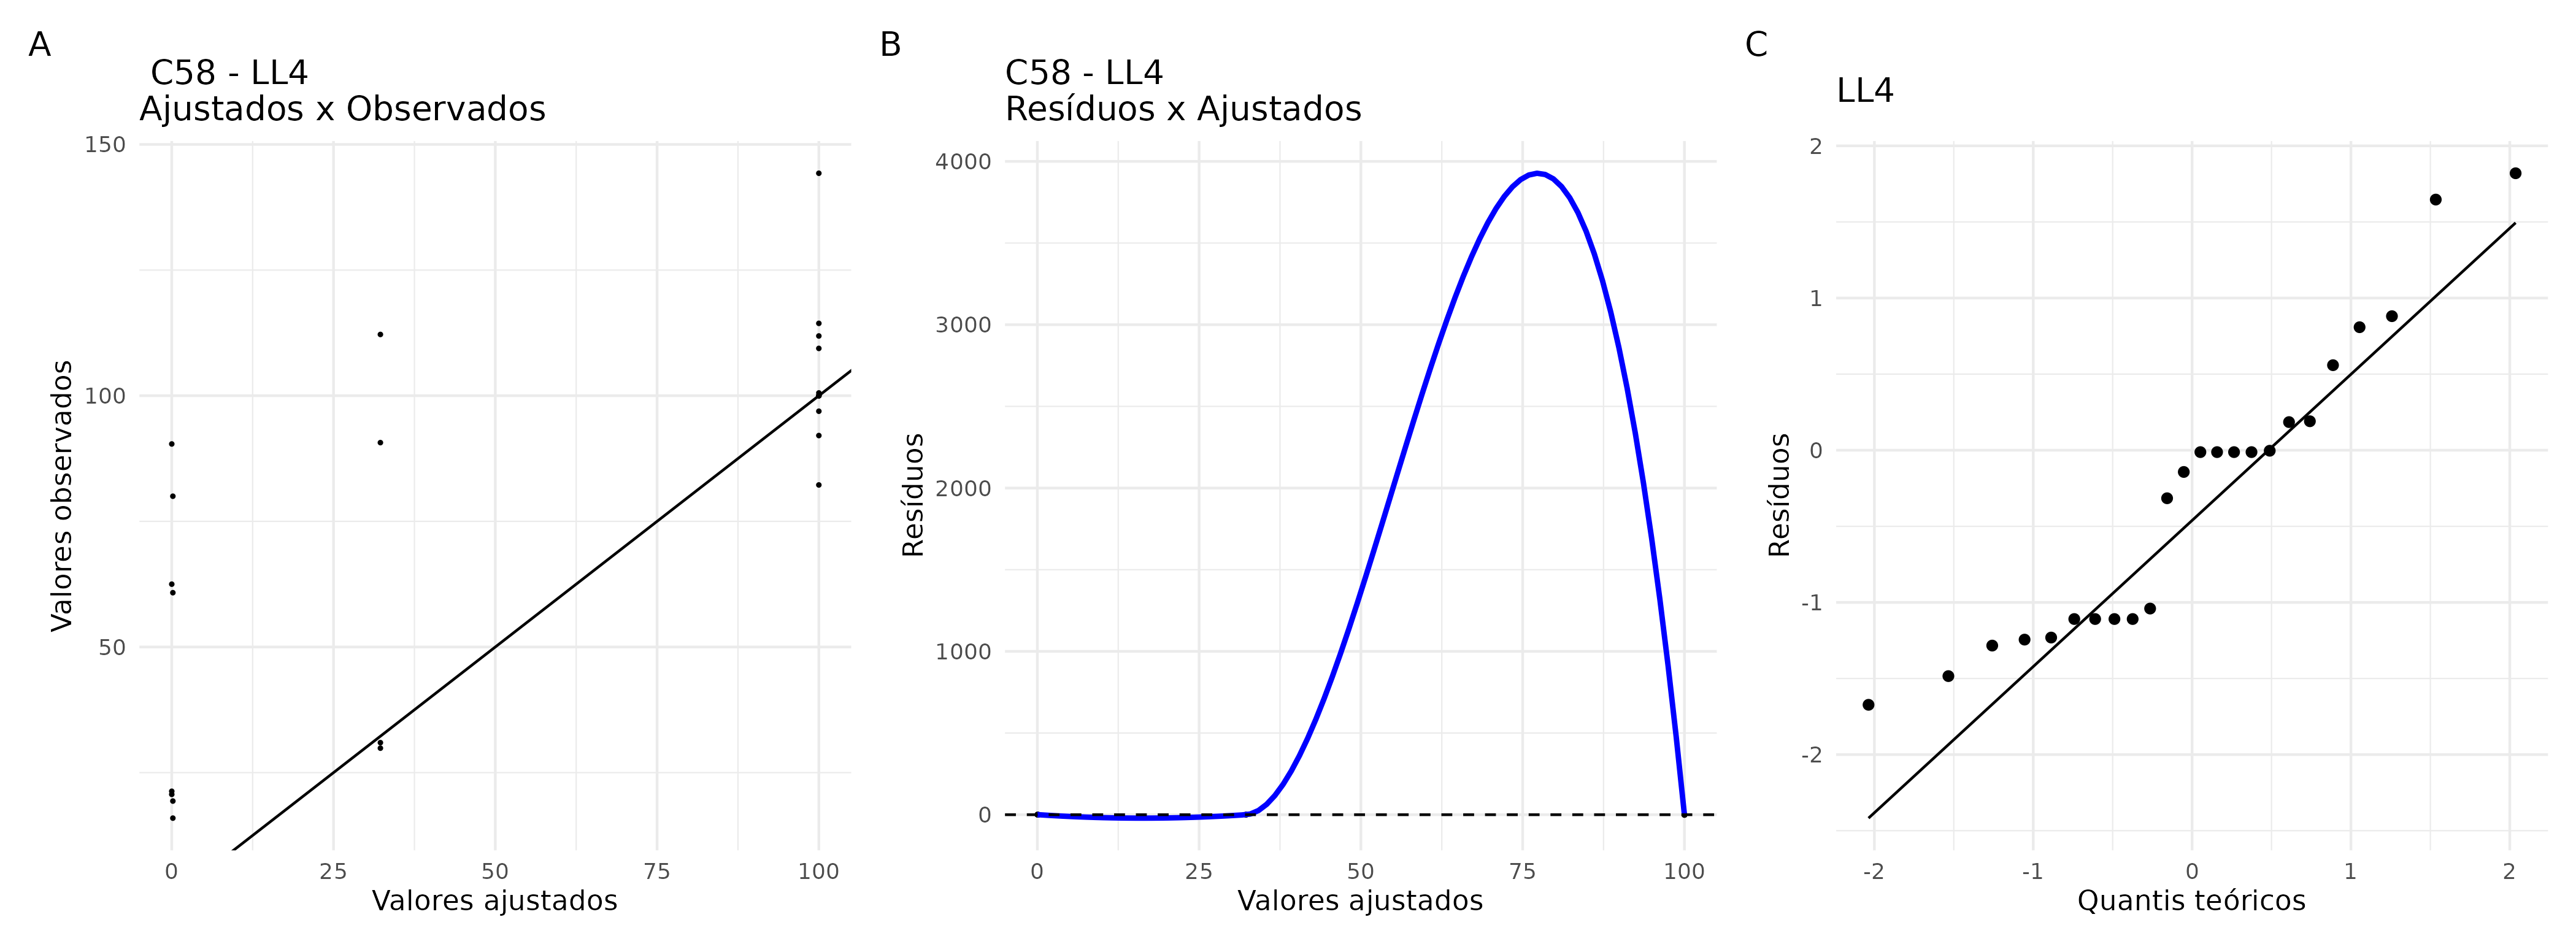 A
C58 - LL4
Ajustados x Observados
150
100
50
Valores observados
0
25
50
75
100
Valores ajustados
B
C58 - LL4
Resíduos x Ajustados
4000
3000
2000
1000
0
Resíduos
0
25
50
75
100
Valores ajustados
C
LL4
2
1
0
-1
-2
Resíduos
-2
-1
0
1
2
Quantis teóricos